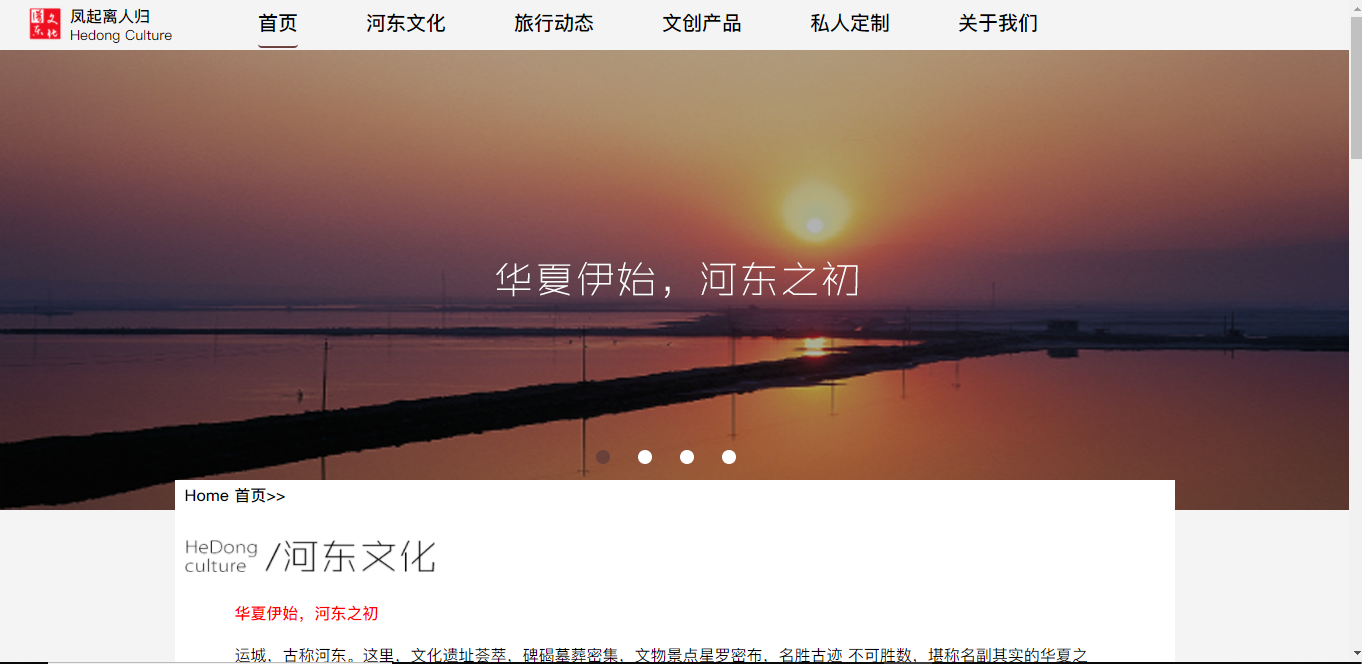 凤起离人归
Hedong Culture
首页 河东文化 旅行动态 文创产品 私人定制 关于我们
华夏伊始，河东之初
Home 首页>>
HeDong
culture
/河东文化
华夏伊始，河东之初
运城，古称河东。这里，文化遗址荟萃，碑碣墓葬密集，文物景点星罗密布，名胜古迹 不可胜数，堪称名副其实的华夏之